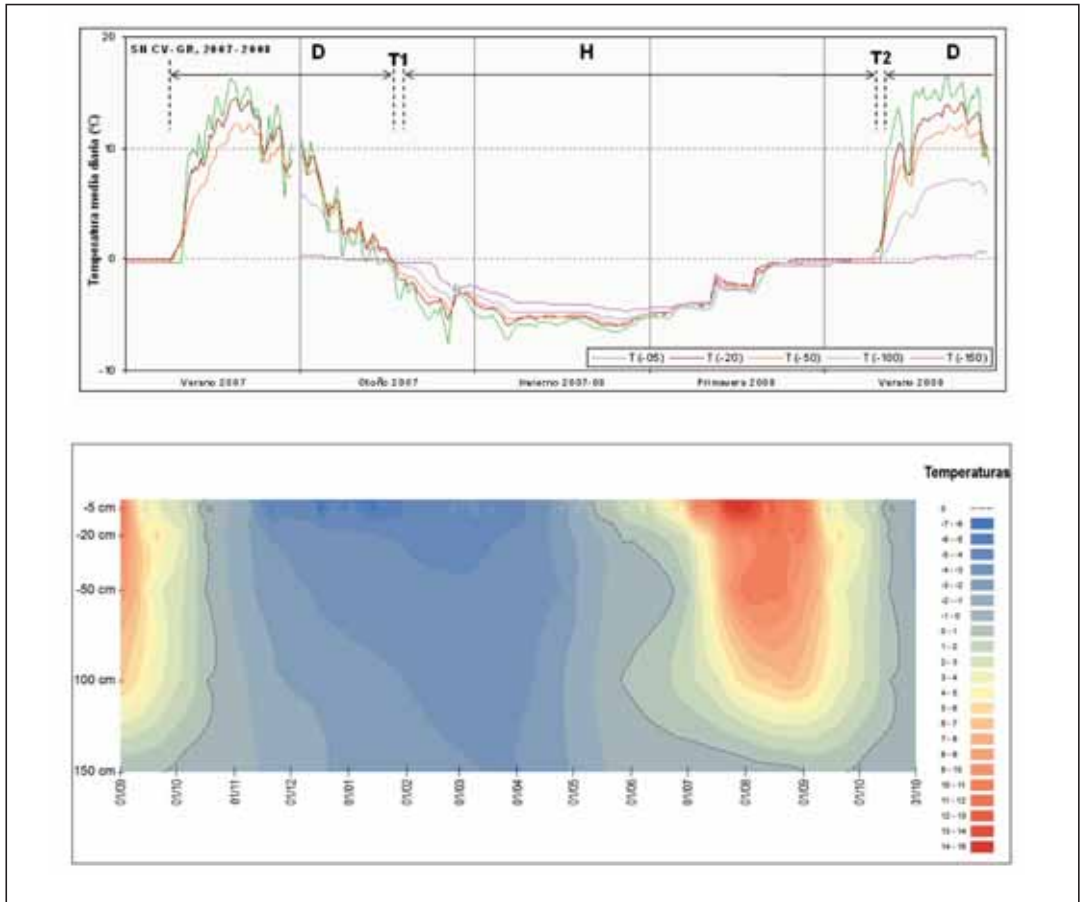 20
SN CV-GR, 2007-2008
D
T1
H
T2
D
Temperatura media diaria (ºC)
10
0
-10
T (-05)
T (-20)
T (-50)
T (-100)
T (-150)
Verano 2007
Otoño 2007
Invierno 2007-08
Primavera 2008
Verano 2008
Temperaturas
-5 cm
-20 cm
-50 cm
100 cm
150 cm
01/09
01/10
01/11
01/12
01/01
01/02
01/03
01/04
01/05
01/06
01/07
01/08
01/09
01/10
31/10
0
-7 - -6
-6 - -5
-5 - -4
-4 - -3
-3 - -2
-2 - -1
-1 - 0
0 - 1
1 - 2
2 - 3
3 - 4
4 - 5
5 - 6
6 - 7
7 - 8
8 - 9
9 - 10
10 - 11
11 - 12
12 - 13
13 - 14
14 - 15